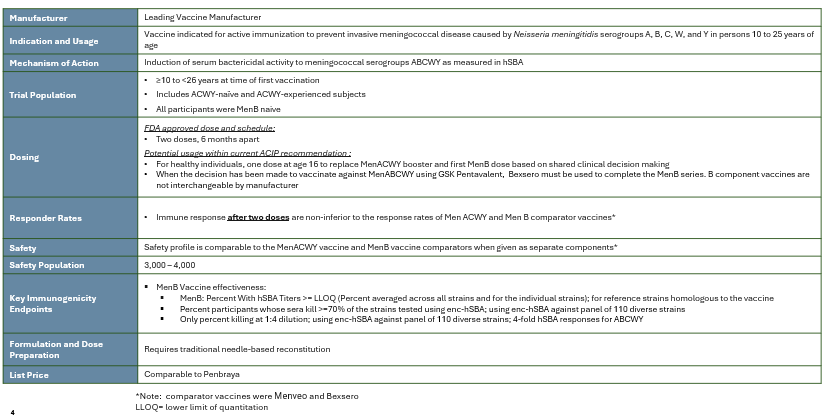 Manufacturer
Leading Vaccine Manufacturer
Indication and Usage
Vaccine indicated for active immunization to prevent invasive meningococcal disease caused by Neisseria meningitidis serogroups A, B, C, W, and Y in persons 10 to 25 years of
age
Mechanism of Action
Induction of serum bactericidal activity to meningococcal serogroups ABCWY as measured in hSBA
Trial Population
• ≥10 to <26 years at time of first vaccination
• Includes ACWY-naïve and ACWY-experienced subjects
• All participants were MenB naive
Dosing
FDA approved dose and schedule:
• Two doses, 6 months apart
Potential usage within current ACIP recommendation :
• For healthy individuals, one dose at age 16 to replace MenACWY booster and first MenB dose based on shared clinical decision making
• When the decision has been made to vaccinate against MenABCWY using GSK Pentavalent, Bexsero must be used to complete the MenB series. B component vaccines are
not interchangeable by manufacturer
Responder Rates
• Immune response after two doses are non-inferior to the response rates of Men ACWY and Men B comparator vaccines*
Safety
Safety profile is comparable to the MenACWY vaccine and MenB vaccine comparators when given as separate components*
Safety Population
3,000 – 4,000
Key Immunogenicity
Endpoints
▪ MenB Vaccine effectiveness:
▪ MenB: Percent With hSBA Titers >= LLOQ (Percent averaged across all strains and for the individual strains); for reference strains homologous to the vaccine
▪ Percent participants whose sera kill >=70% of the strains tested using enc-hSBA; using enc-hSBA against panel of 110 diverse strains
▪ Only percent killing at 1:4 dilution; using enc-hSBA against panel of 110 diverse strains; 4-fold hSBA responses for ABCWY
Formulation and Dose
Preparation
Requires traditional needle-based reconstitution
List Price
Comparable to Penbraya
*Note: comparator vaccines were Menveo and Bexsero
LLOQ= lower limit of quantitation
4